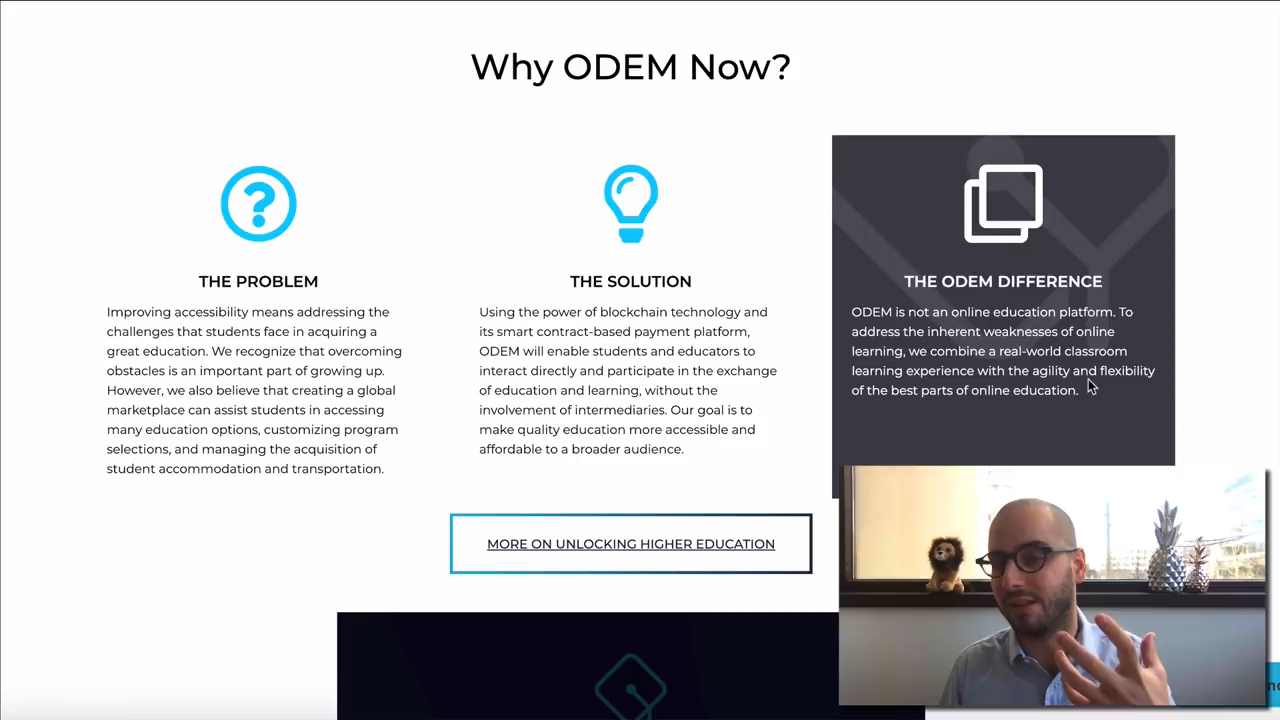 Why ODEM Now?
THE PROBLEM
Improving accessibility means addressing the
challenges that students face in acquiring a
great education. We recognize that overcoming
obstacles is an important part of growing up.
However, we also believe that creating a global
marketplace can assist students in accessing
many education options, customizing program
selections, and managing the acquisition of
student accommodation and transportation.
THE SOLUTION
Using the power of blockchain technology and
its smart contract-based payment platform,
ODEM will enable students and educators to
interact directly and participate in the exchange
of education and learning, without the
involvement of intermediaries. Our goal is to
make quality education more accessible and
affordable to a broader audience.
THE ODEM DIFFERENCE
ODEM is not an online education platform. To
address the inherent weaknesses of online
learning, we combine a real-world classroom
learning experience with the agility and flexibility
of the best parts of online education.
MORE ON UNLOCKING HIGHER EDUCATION